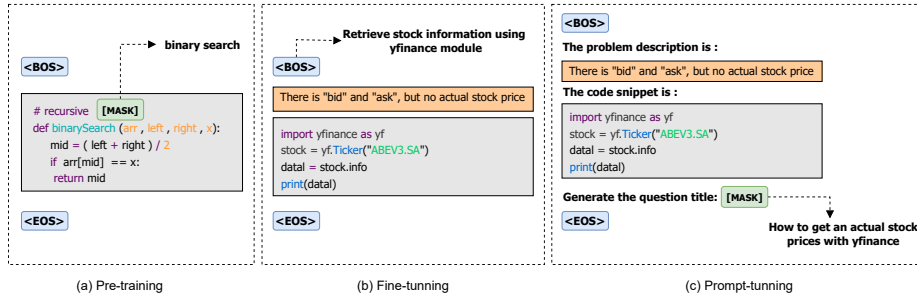 binary search
<BOS>
# recursive [MASK]
def binarySearch (arr , left , right , x):
mid = ( left + right ) / 2
if arr[mid] == x:
return mid
<EOS>
(a) Pre-training
Retrieve stock information using
yfinance module
<BOS>
There is "bid" and "ask", but no actual stock price
import yfinance as yf
stock = yf.Ticker("ABEV3.SA")
datal = stock.info
print(datal)
<EOS>
(b) Fine-tunning
<BOS>
The problem description is :
There is "bid" and "ask", but no actual stock price
The code snippet is :
import yfinance as yf
stock = yf.Ticker("ABEV3.SA")
datal = stock.info
print(datal)
Generate the question title: [MASK]
<EOS>
How to get an actual stock
prices with yfinance
(c) Prompt-tunning